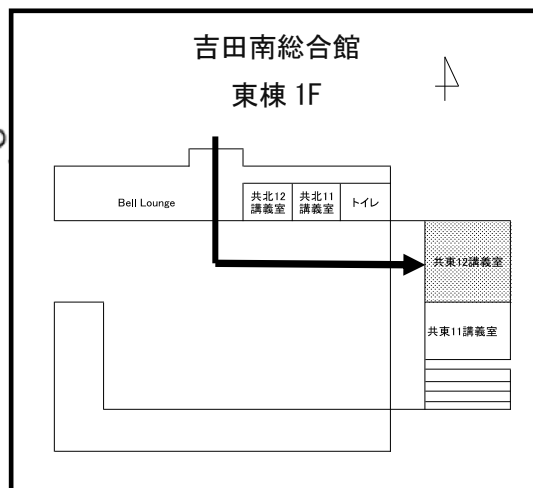 吉田南総合館
東棟 1F
Bell Lounge
共北12
講義室
共北11
講義室
トイレ
共東12講義室
共東11講義室